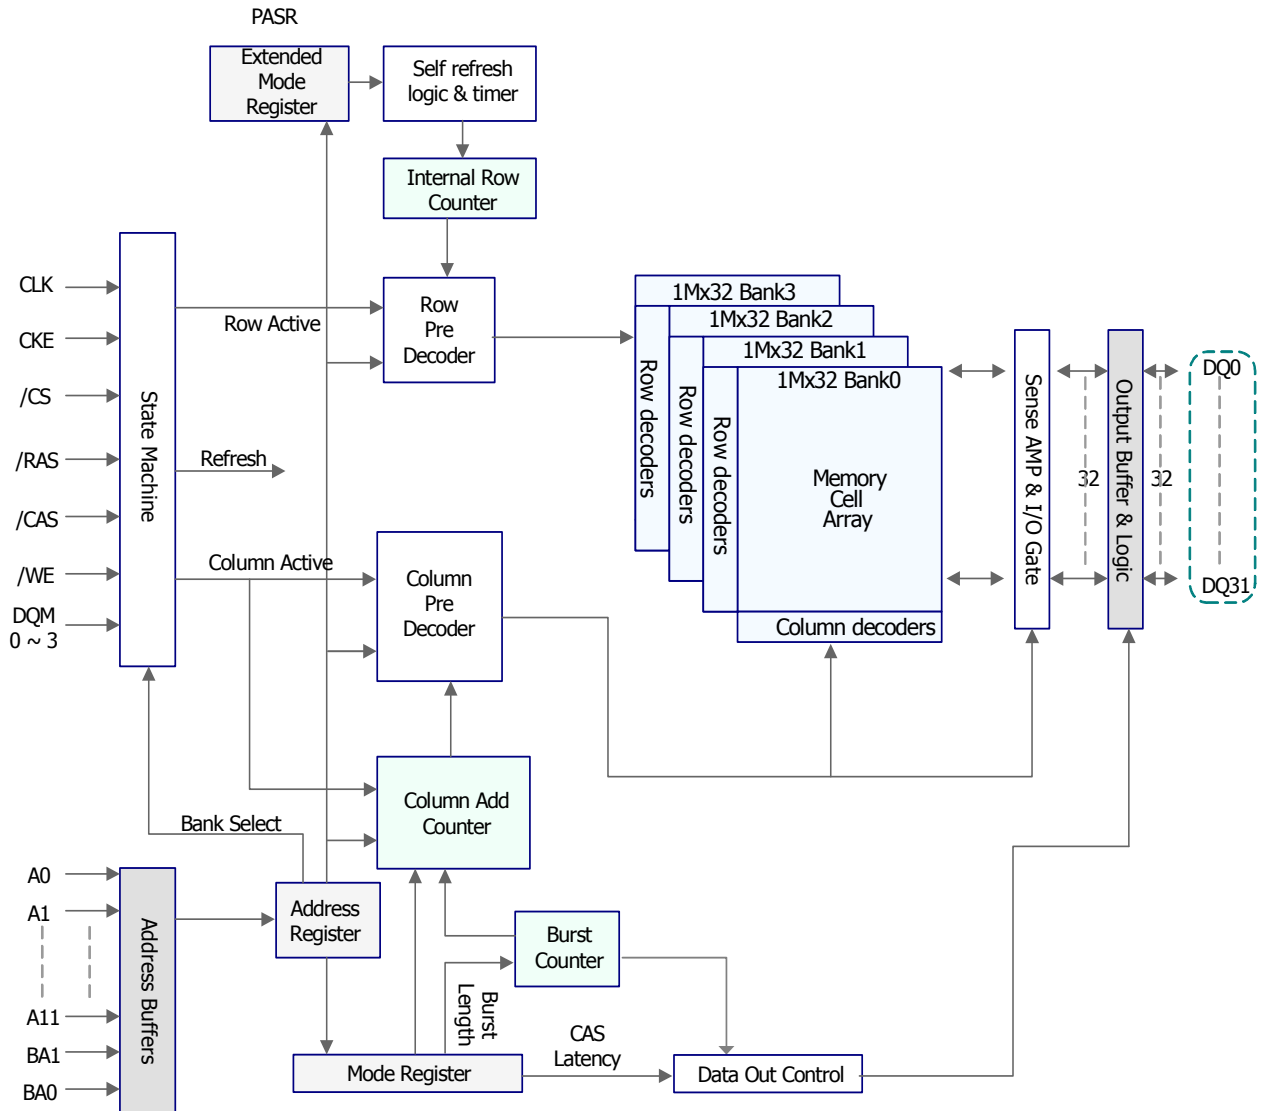 PASR
Extended
Mode
Register
Self refresh
logic & timer
Internal Row
Counter
CLK
CKE
/CS
/RAS
/CAS
/WE
DQM
0 ~ 3
State Machine
Row Active
Refresh
Column Active
Row
Pre
Decoder
Column
Pre
Decoder
1Mx32 Bank3
1Mx32 Bank2
1Mx32 Bank1
1Mx32 Bank0
Row decoders
Row decoders
Row decoders
Memory
Cell
Array
Column decoders
Sense AMP & I/O Gate
32
Output Buffer & Logic
32
DQ0
DQ31
Column Add
Counter
Bank Select
A0
A1
A11
BA1
BA0
Address Buffers
Address
Register
Burst
Counter
Burst
Length
CAS
Latency
Mode Register
Data Out Control